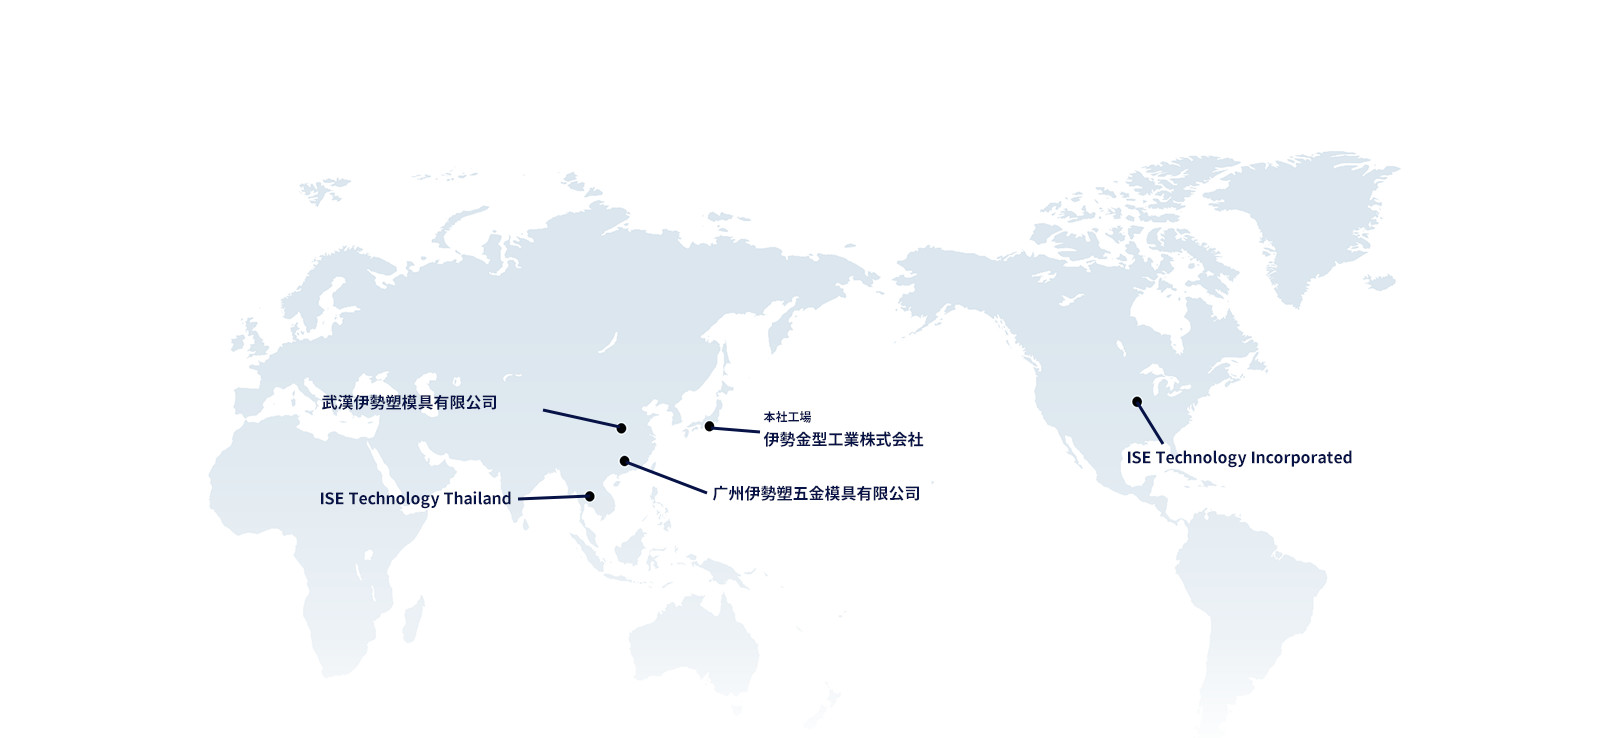 武漢伊勢塑模具有限公司
本社工場
伊勢金型工業株式会社
ISE Technology Incorporated
ISE Technology Thailand
广州伊勢塑五金模具有限公司